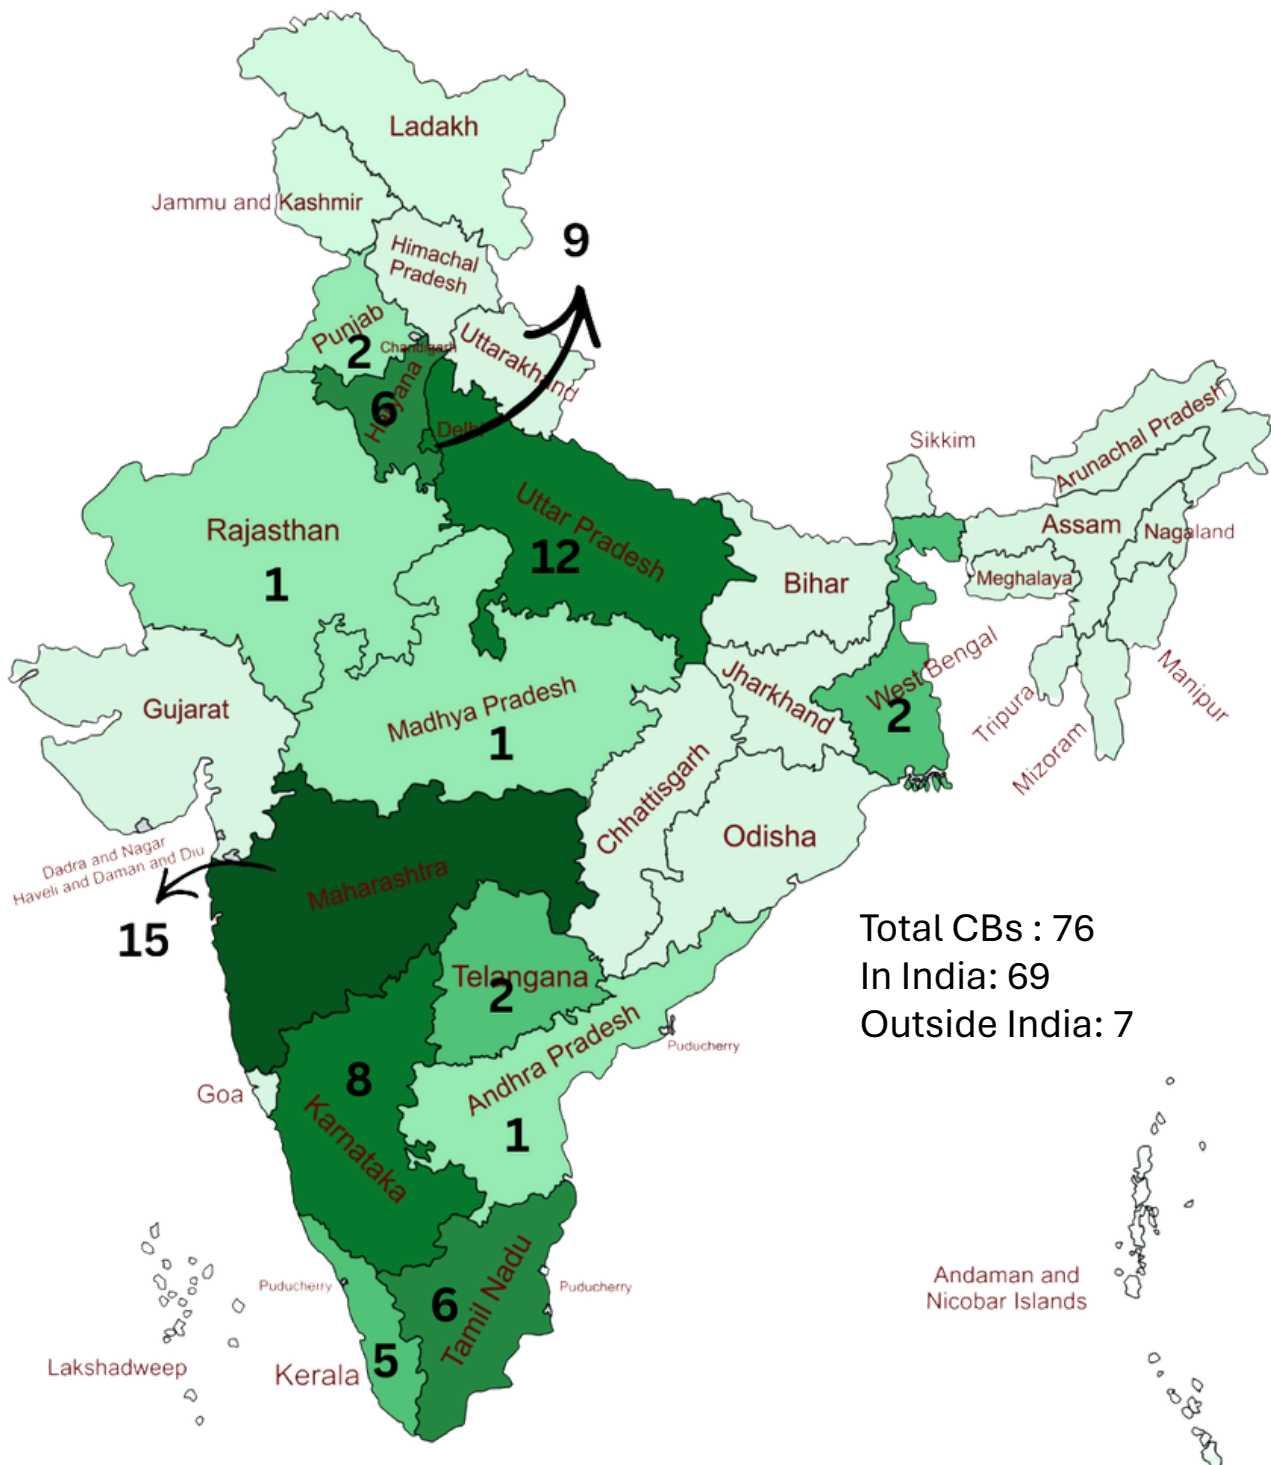 Ladakh
Jammu and Kashmir
Himachal
Pradesh
9
Punjab
2
Chandigarh
Uttarakhand
Haryana
6
Delhi
Sikkim
Arunachal Pradesh
Assam
Nagaland
Meghalaya
Manipur
Tripura
Mizoram
Rajasthan
1
Uttar Pradesh
12
Bihar
Jharkhand
West Bengal
2
Gujarat
Madhya Pradesh
1
Chhattisgarh
Odisha
Dadra and Nagar
Haveli and Daman and Diu
15
Maharashtra
Telangana
2
Total CBs : 76
In India: 69
Outside India: 7
Andhra Pradesh
1
Puducherry
Goa
8
Karnataka
Puducherry
Puducherry
6
Tamil Nadu
Kerala
5
Lakshadweep
Andaman and
Nicobar Islands